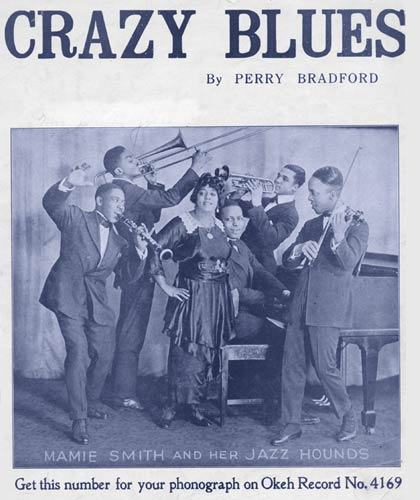 CRAZY BLUES
By PERRY BRADFORD
MAMIE SMITH AND HER JAZZ HOUNDS
Get this number for your phonograph on Okeh Record No. 4169